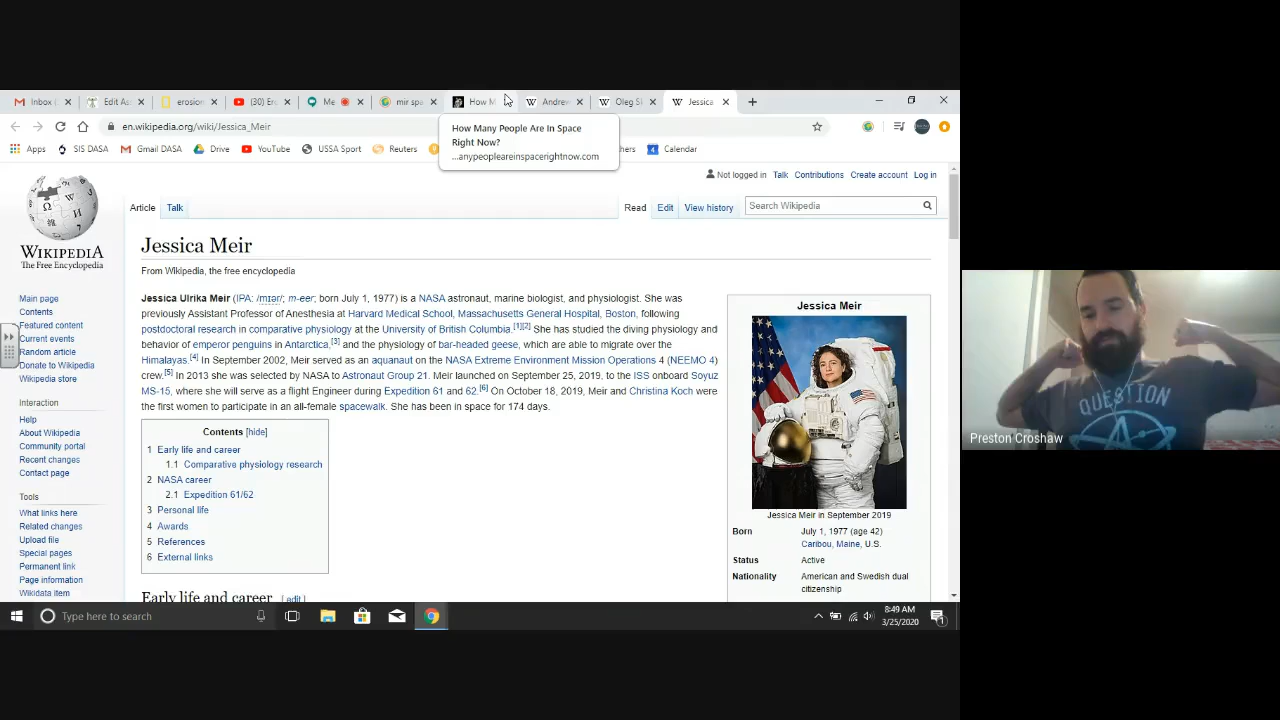 Inbox (
Edit As
erosion
(30) Er
Me
mir spa
How M
Andrew
Oleg S
Jessica
en.wikipedia.org/wiki/Jessica_Meir
How Many People Are In Space
Right Now?
...anypeopleareinspacerightnow.com
Apps
SIS DASA
Gmail DASA
Drive
YouTube
USSA Sport
Reuters
hers
Calendar
Not logged in Talk Contributions Create account Log in
Article Talk
Read Edit View history
Search Wikipedia
WIKIPEDIA
The Free Encyclopedia
Main page
Contents
Featured content
Current events
Random article
Donate to Wikipedia
Wikipedia store
Interaction
Help
About Wikipedia
Community portal
Recent changes
Contact page
Tools
What links here
Related changes
Upload file
Special pages
Permanent link
Page information
Wikidata item
Jessica Meir
From Wikipedia, the free encyclopedia
Jessica Ulrika Meir (IPA: /mɪər/; m-eer; born July 1, 1977) is a NASA astronaut, marine biologist, and physiologist. She was
previously Assistant Professor of Anesthesia at Harvard Medical School, Massachusetts General Hospital, Boston, following
postdoctoral research in comparative physiology at the University of British Columbia.[1][2] She has studied the diving physiology and
behavior of emperor penguins in Antarctica,[3] and the physiology of bar-headed geese, which are able to migrate over the
Himalayas.[4] In September 2002, Meir served as an aquanaut on the NASA Extreme Environment Mission Operations 4 (NEEMO 4)
crew.[5] In 2013 she was selected by NASA to Astronaut Group 21. Meir launched on September 25, 2019, to the ISS onboard Soyuz
MS-15, where she will serve as a flight Engineer during Expedition 61 and 62.[6] On October 18, 2019, Meir and Christina Koch were
the first women to participate in an all-female spacewalk. She has been in space for 174 days.
Contents [hide]
1 Early life and career
1.1 Comparative physiology research
2 NASA career
2.1 Expedition 61/62
3 Personal life
4 Awards
5 References
6 External links
Early life and career [ edit ]
Jessica Meir
Jessica Meir in September 2019
Born July 1, 1977 (age 42)
Caribou, Maine, U.S.
Status Active
Nationality American and Swedish dual
citizenship
Type here to search
8:49 AM
3/25/2020
1
QUESTION
Preston Croshaw